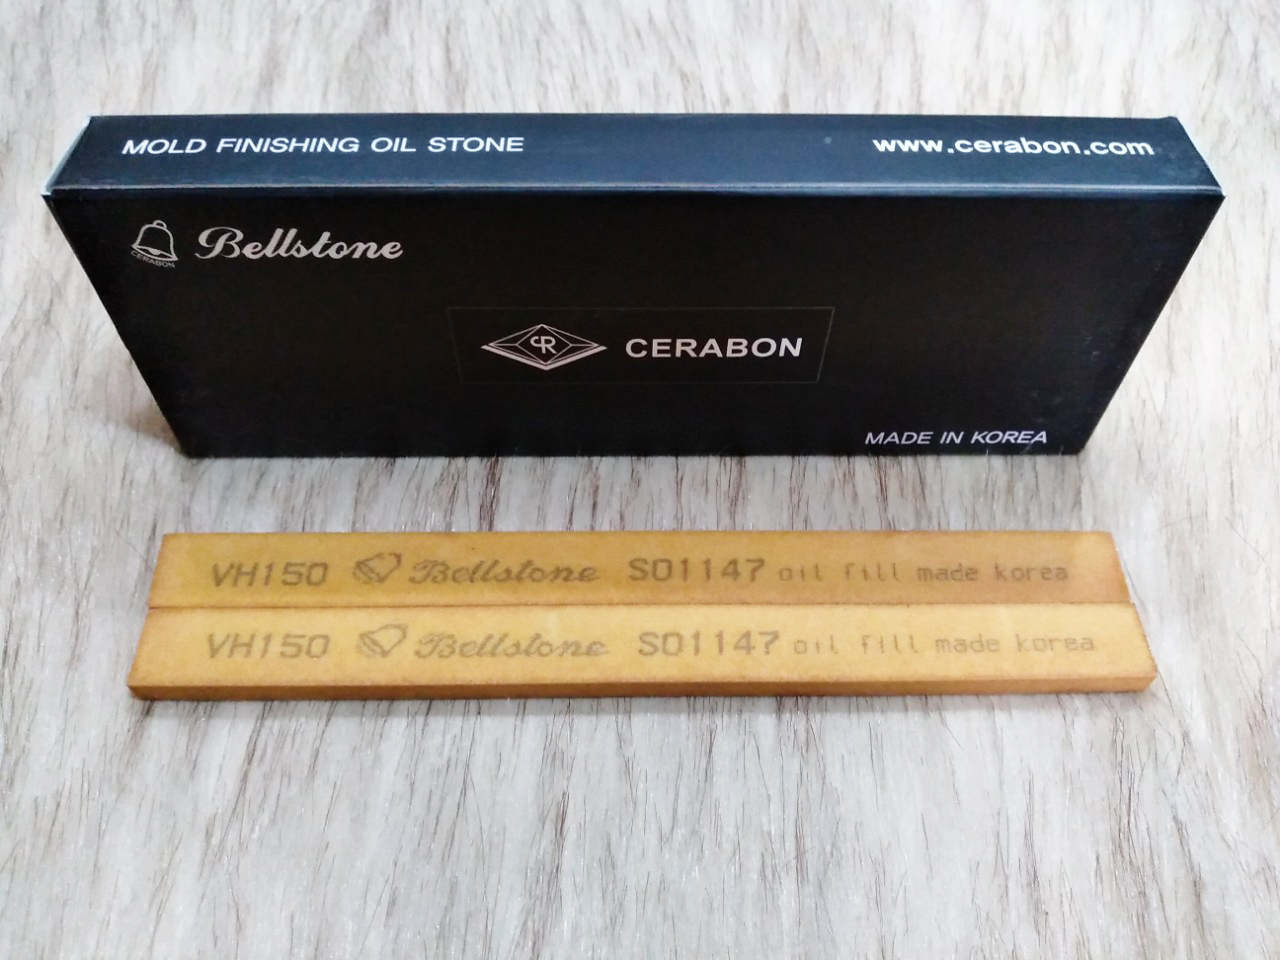 MOLD FINISHING OIL STONE
www.cerabon.com
CERABON
Bellstone
CR CERABON
MADE IN KOREA
VH150 Bellstone S01147 oil fill made korea
VH150 Bellstone S01147 oil fill made korea